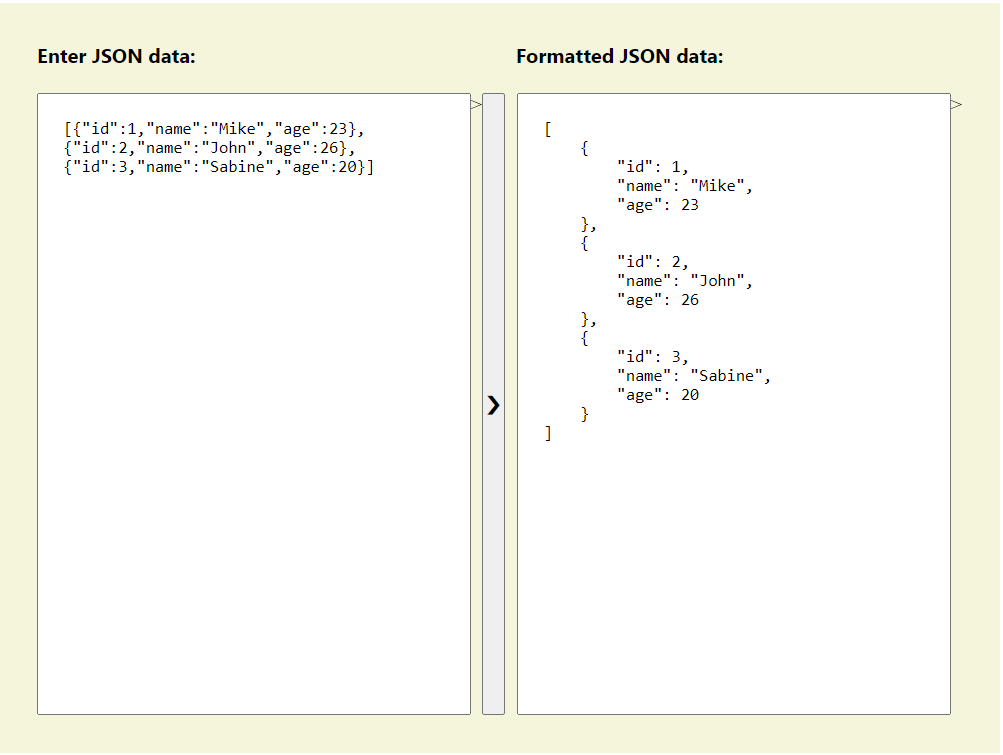 Enter JSON data:
[{"id":1,"name":"Mike","age":23},
{"id":2,"name":"John","age":26},
{"id":3,"name":"Sabine","age":20}]
>
❯
Formatted JSON data:
[
    {
        "id": 1,
        "name": "Mike",
        "age": 23
    },
    {
        "id": 2,
        "name": "John",
        "age": 26
    },
    {
        "id": 3,
        "name": "Sabine",
        "age": 20
    }
]
>